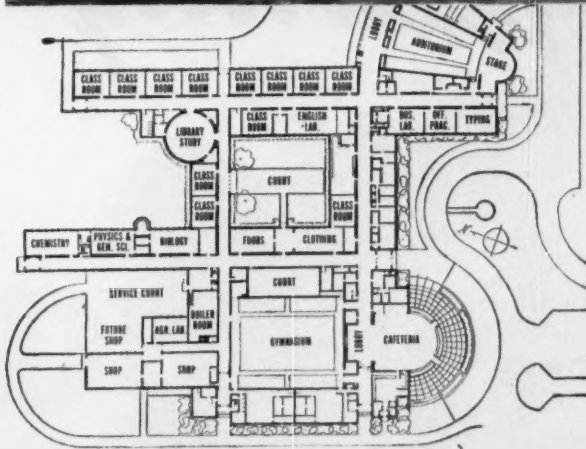 LOBBY
AUDITORIUM
STAGE
CLASS
ROOM
CLASS
ROOM
CLASS
ROOM
CLASS
ROOM
CLASS
ROOM
CLASS
ROOM
CLASS
ROOM
CLASS
ROOM
LIBRARY
STUDY
CLASS
ROOM
ENGLISH
-LAB.
BUS.
LAB.
OFF.
PRAC.
TYPING
CLASS
ROOM
CLASS
ROOM
COURT
CLASS
ROOM
CHEMISTRY
PHYSICS &
GEN. SCI.
BIOLOGY
FOODS
CLOTHING
N
SERVICE COURT
COURT
FUTURE
SHOP
AGR. LAB.
BOILER
ROOM
GYMNASIUM
LOBBY
CAFETERIA
SHOP
SHOP